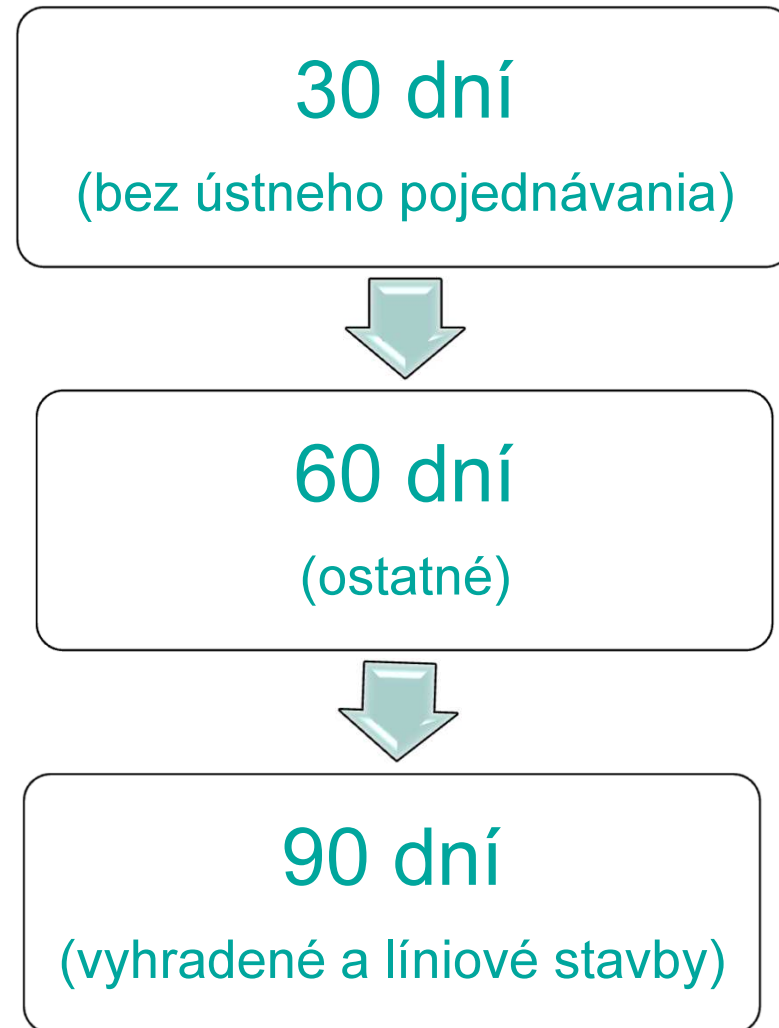 30 dní
(bez ústneho pojednávania)
60 dní
(ostatné)
90 dní
(vyhradené a líniové stavby)